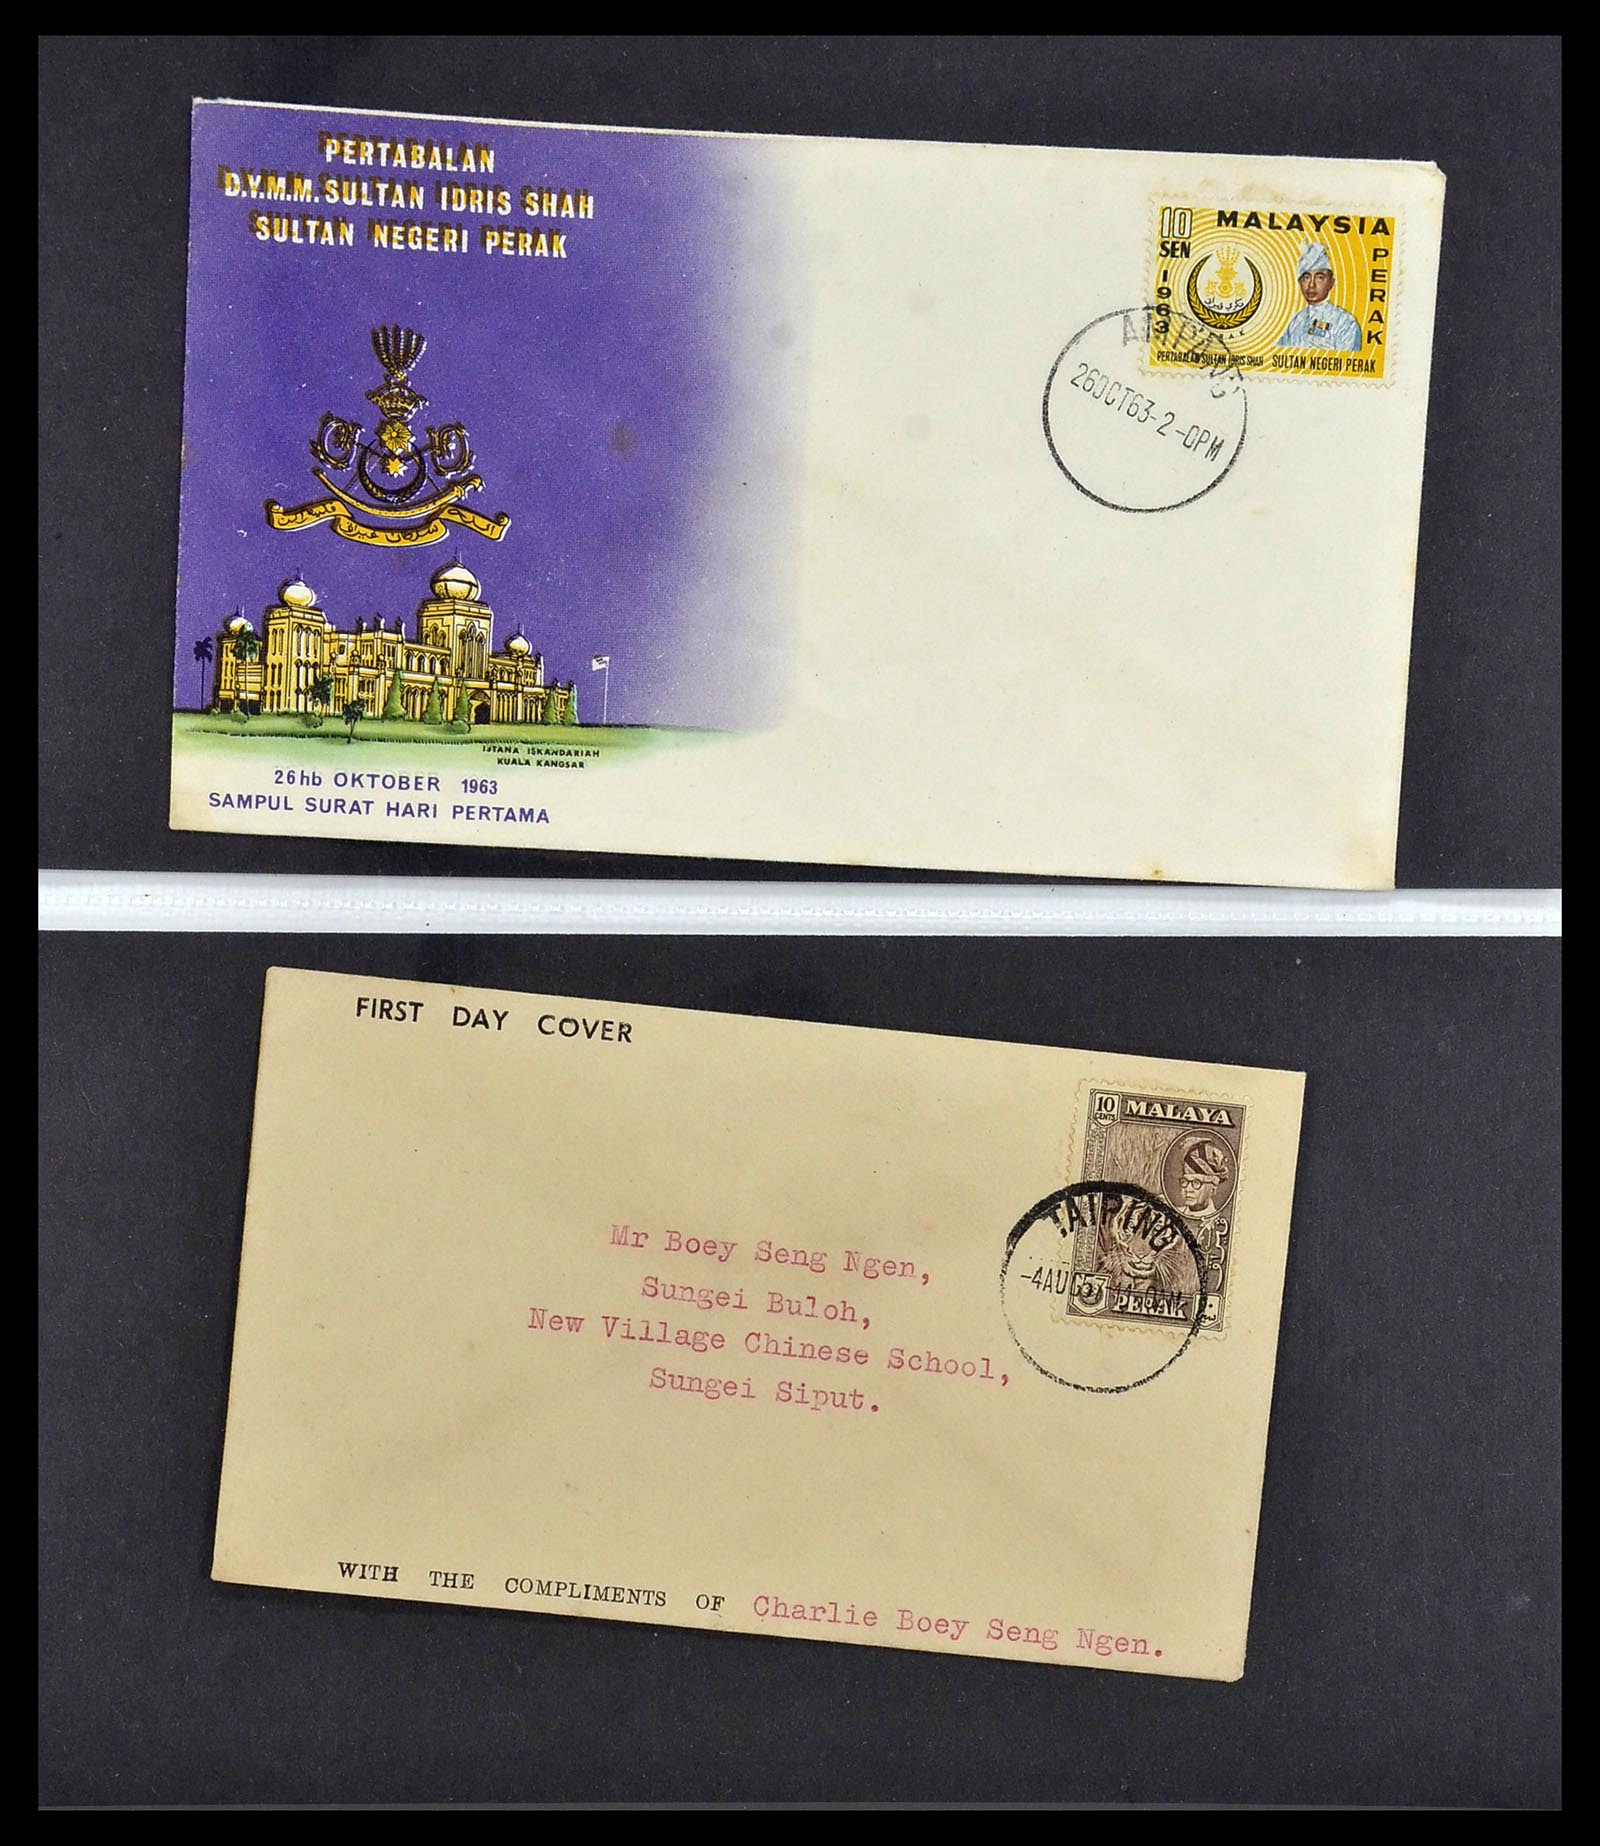 PERTABALAN
D.Y.M.M. SULTAN IDRIS SHAH
SULTAN NEGERI PERAK
ISTANA ISKANDARIAH
KUALA KANGSAR
26hb OKTOBER 1963
SAMPUL SURAT HARI PERTAMA
10 SEN
MALAYSIA
PERAK
1963
PERTABALAN SULTAN IDRIS SHAH SULTAN NEGERI PERAK
26OCT63-2-0PM
FIRST DAY COVER
10 CENTS
MALAYA
PERAK
TAIPING
-4AUG57
Mr Boey Seng Ngen,
Sungei Buloh,
New Village Chinese School,
Sungei Siput.
WITH THE COMPLIMENTS OF Charlie Boey Seng Ngen.